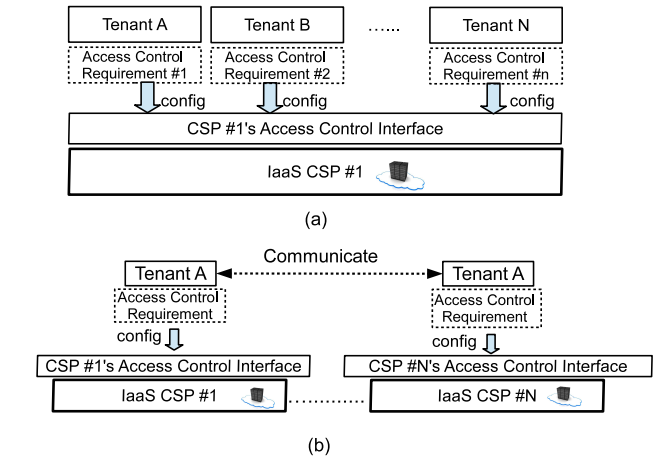 Tenant A
Tenant B
......
Tenant N
Access Control
Requirement #1
Access Control
Requirement #2
Access Control
Requirement #n
config
config
config
CSP #1's Access Control Interface
IaaS CSP #1
(a)
Communicate
Tenant A
Tenant A
Access Control
Requirement
Access Control
Requirement
config
config
CSP #1's Access Control Interface
CSP #N's Access Control Interface
IaaS CSP #1
IaaS CSP #N
(b)